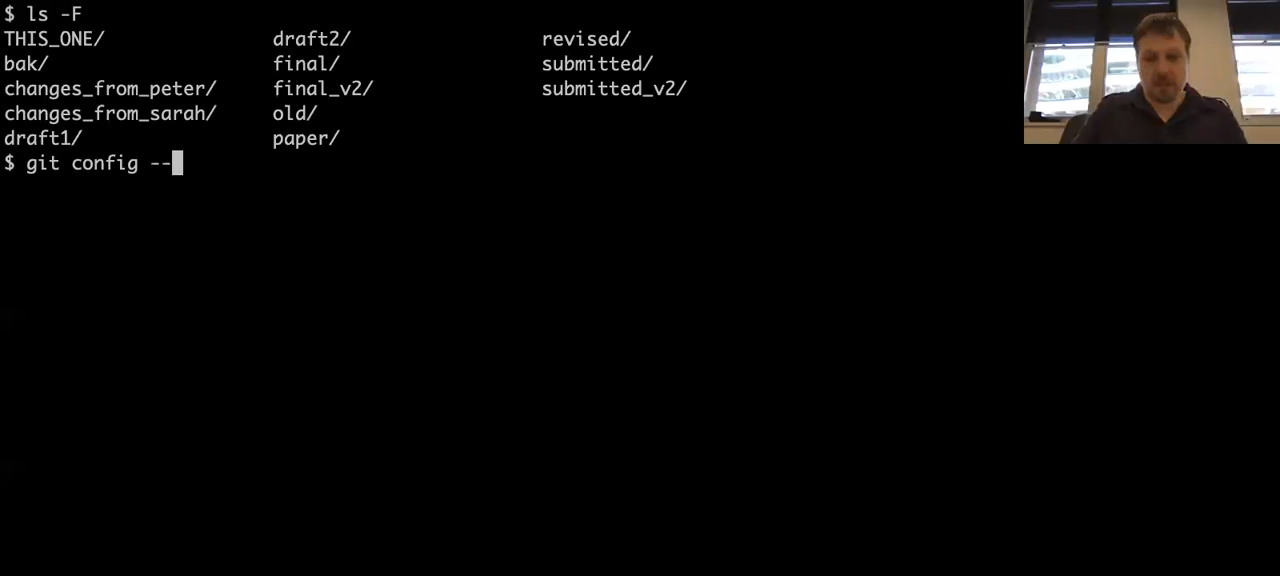 $ ls -F
THIS_ONE/ draft2/ revised/
bak/ final/ submitted/
changes_from_peter/ final_v2/ submitted_v2/
changes_from_sarah/ old/
draft1/ paper/
$ git config --